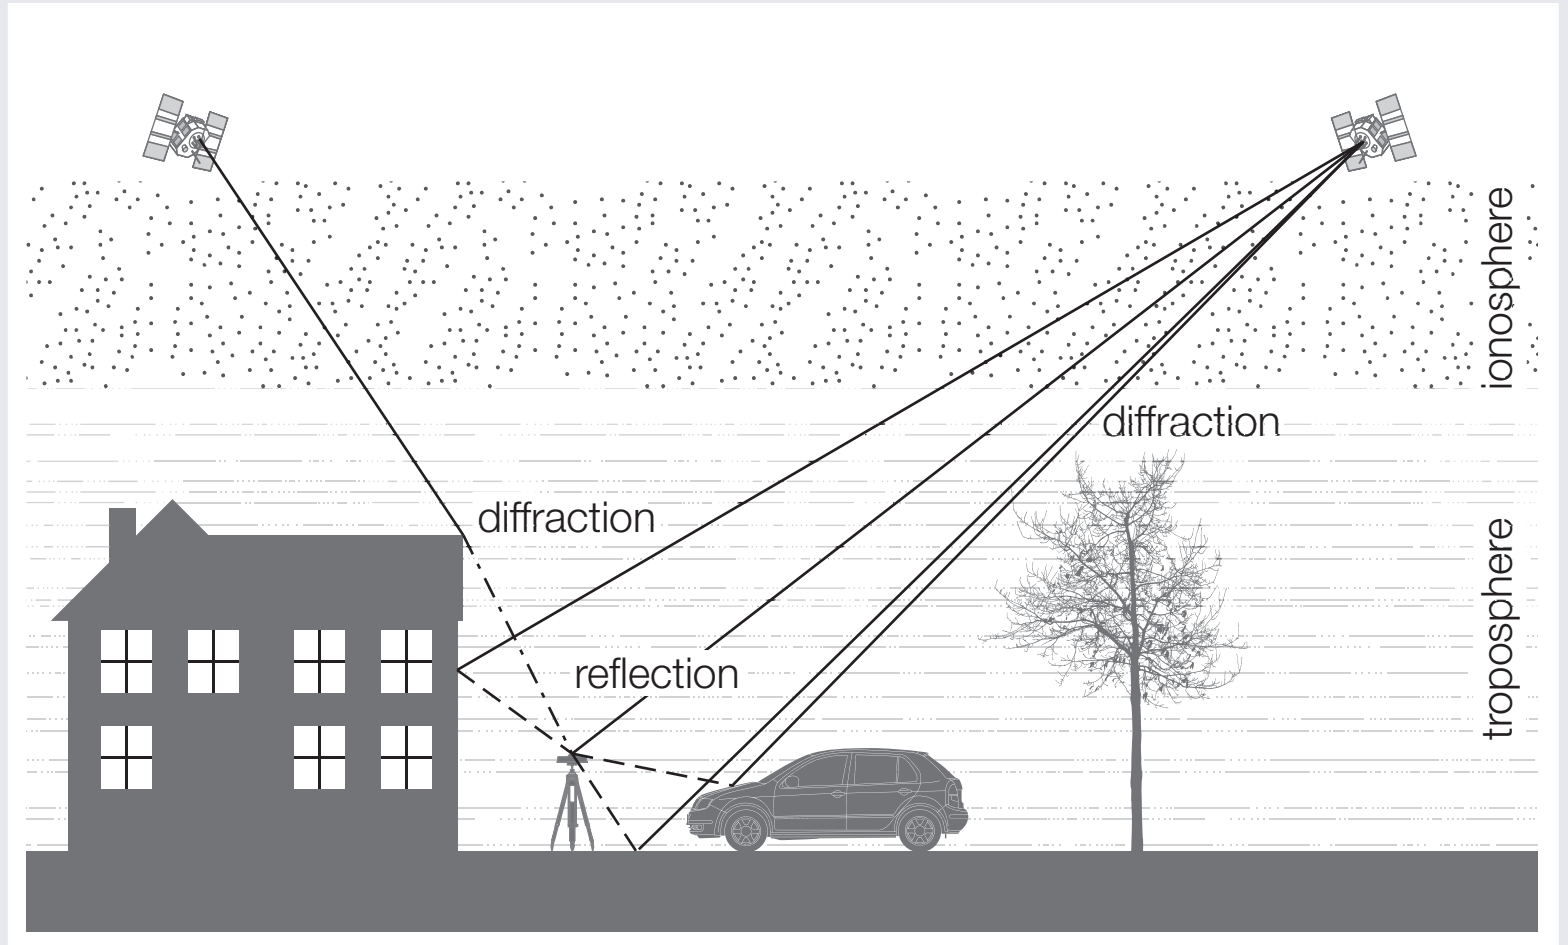 ionosphere
diffraction
diffraction
troposphere
reflection